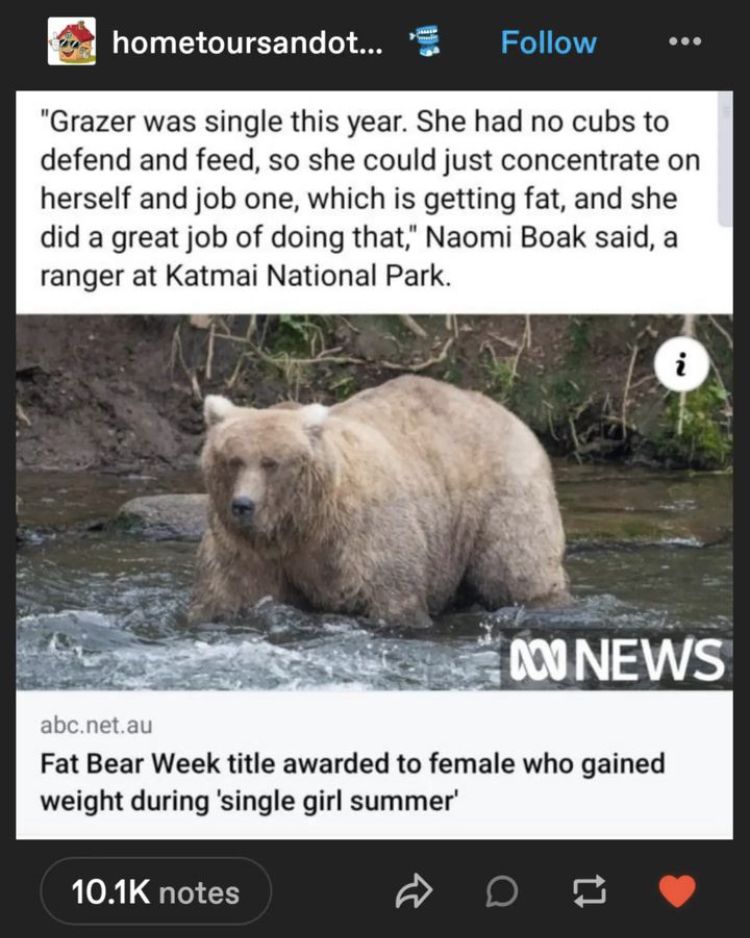 hometoursandot... Follow
"Grazer was single this year. She had no cubs to
defend and feed, so she could just concentrate on
herself and job one, which is getting fat, and she
did a great job of doing that," Naomi Boak said, a
ranger at Katmai National Park.
i
NEWS
abc.net.au
Fat Bear Week title awarded to female who gained
weight during 'single girl summer'
10.1K notes